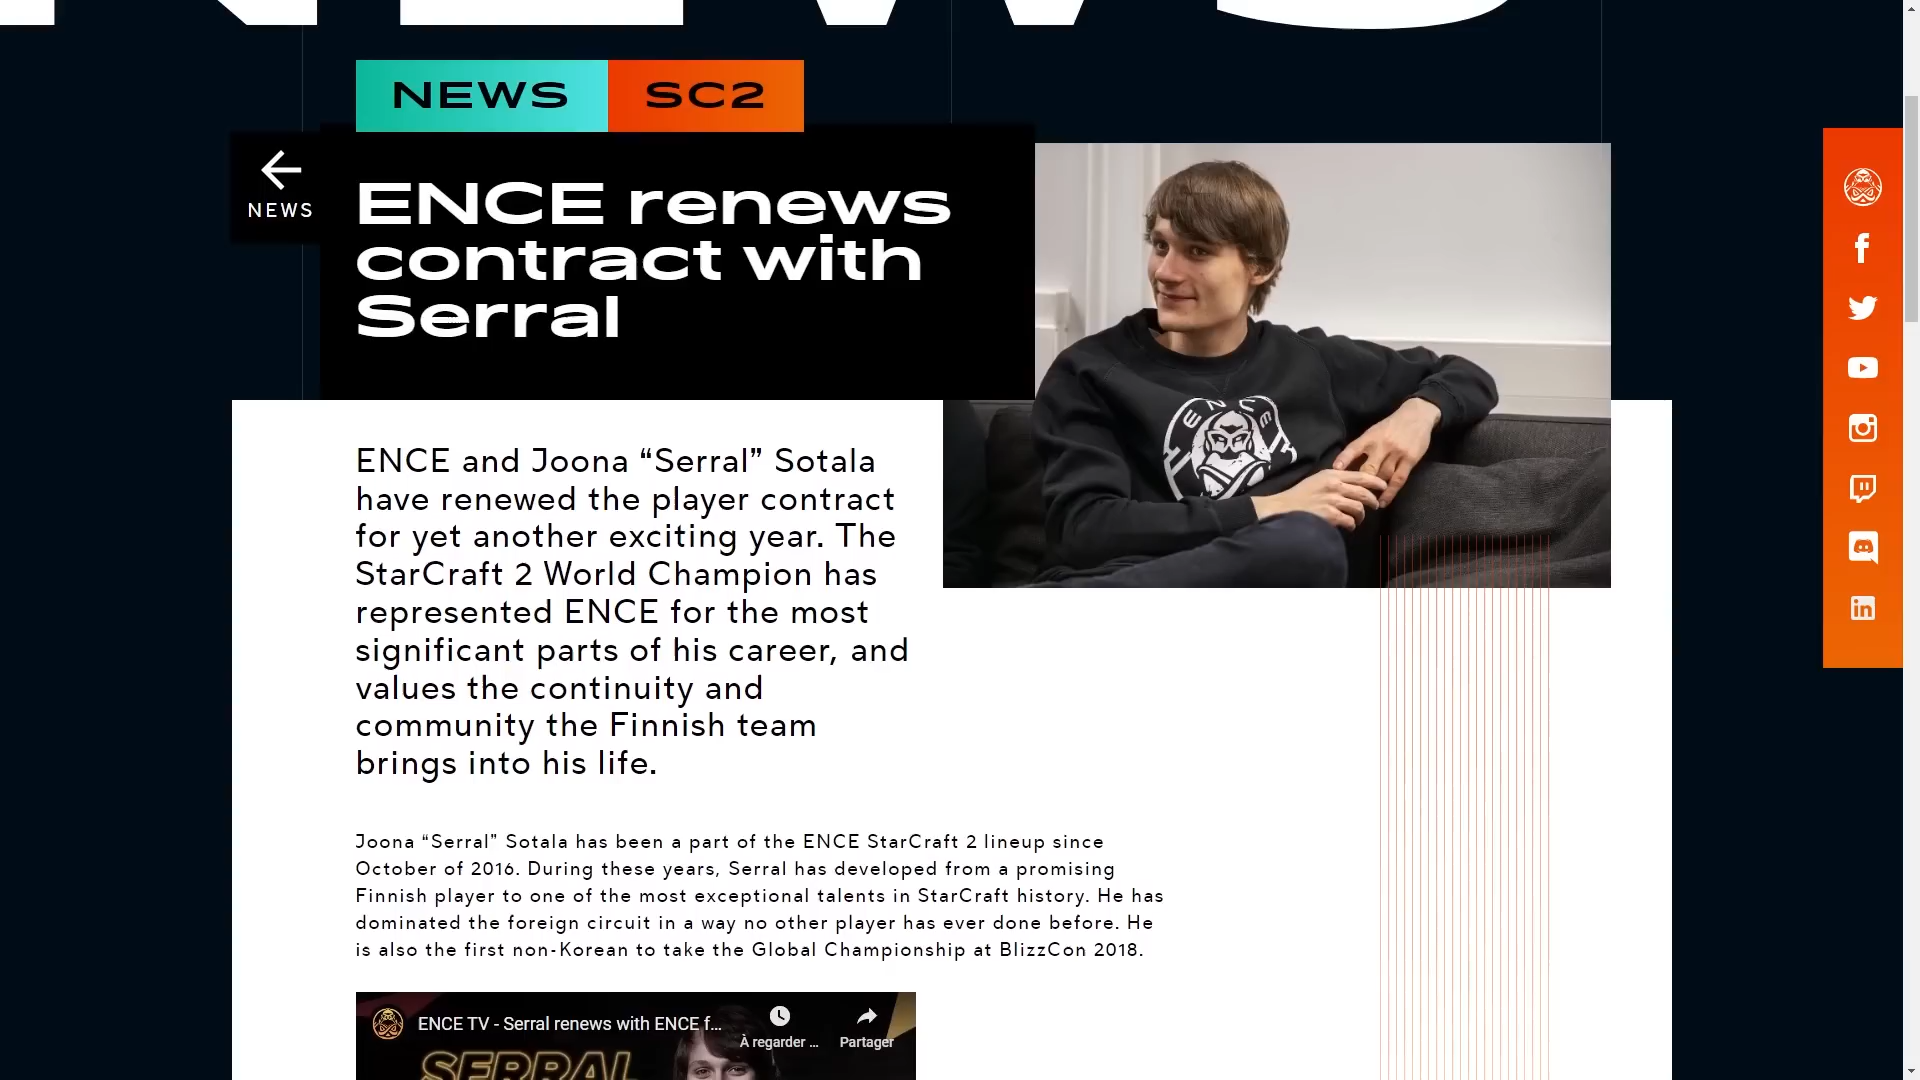 NEWS
NEWS SC2
NEWS
ENCE renews
contract with
Serral
ENCE
ENCE and Joona “Serral” Sotala
have renewed the player contract
for yet another exciting year. The
StarCraft 2 World Champion has
represented ENCE for the most
significant parts of his career, and
values the continuity and
community the Finnish team
brings into his life.
Joona “Serral” Sotala has been a part of the ENCE StarCraft 2 lineup since
October of 2016. During these years, Serral has developed from a promising
Finnish player to one of the most exceptional talents in StarCraft history. He has
dominated the foreign circuit in a way no other player has ever done before. He
is also the first non-Korean to take the Global Championship at BlizzCon 2018.
ENCE TV - Serral renews with ENCE f...
À regarder ...
Partager
SERRAL